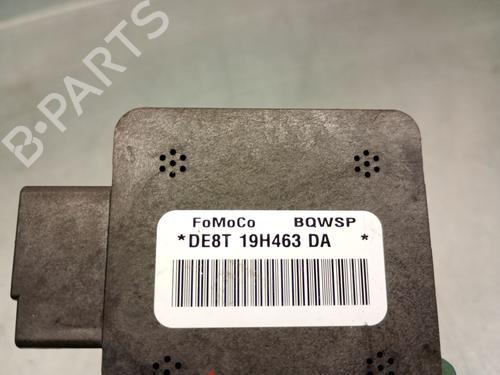 B-PARTS
FoMoCo BQWSP
*DE8T 19H463 DA *